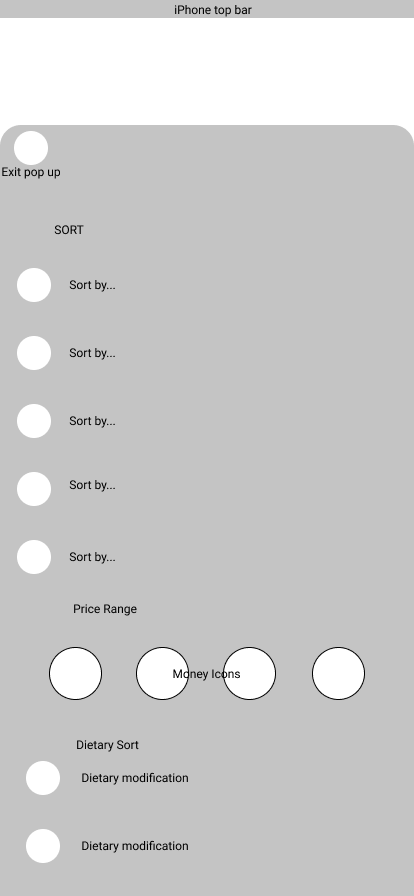 iPhone top bar
Exit pop up
SORT
Sort by...
Sort by...
Sort by...
Sort by...
Sort by...
Price Range
Money Icons
Dietary Sort
Dietary modification
Dietary modification